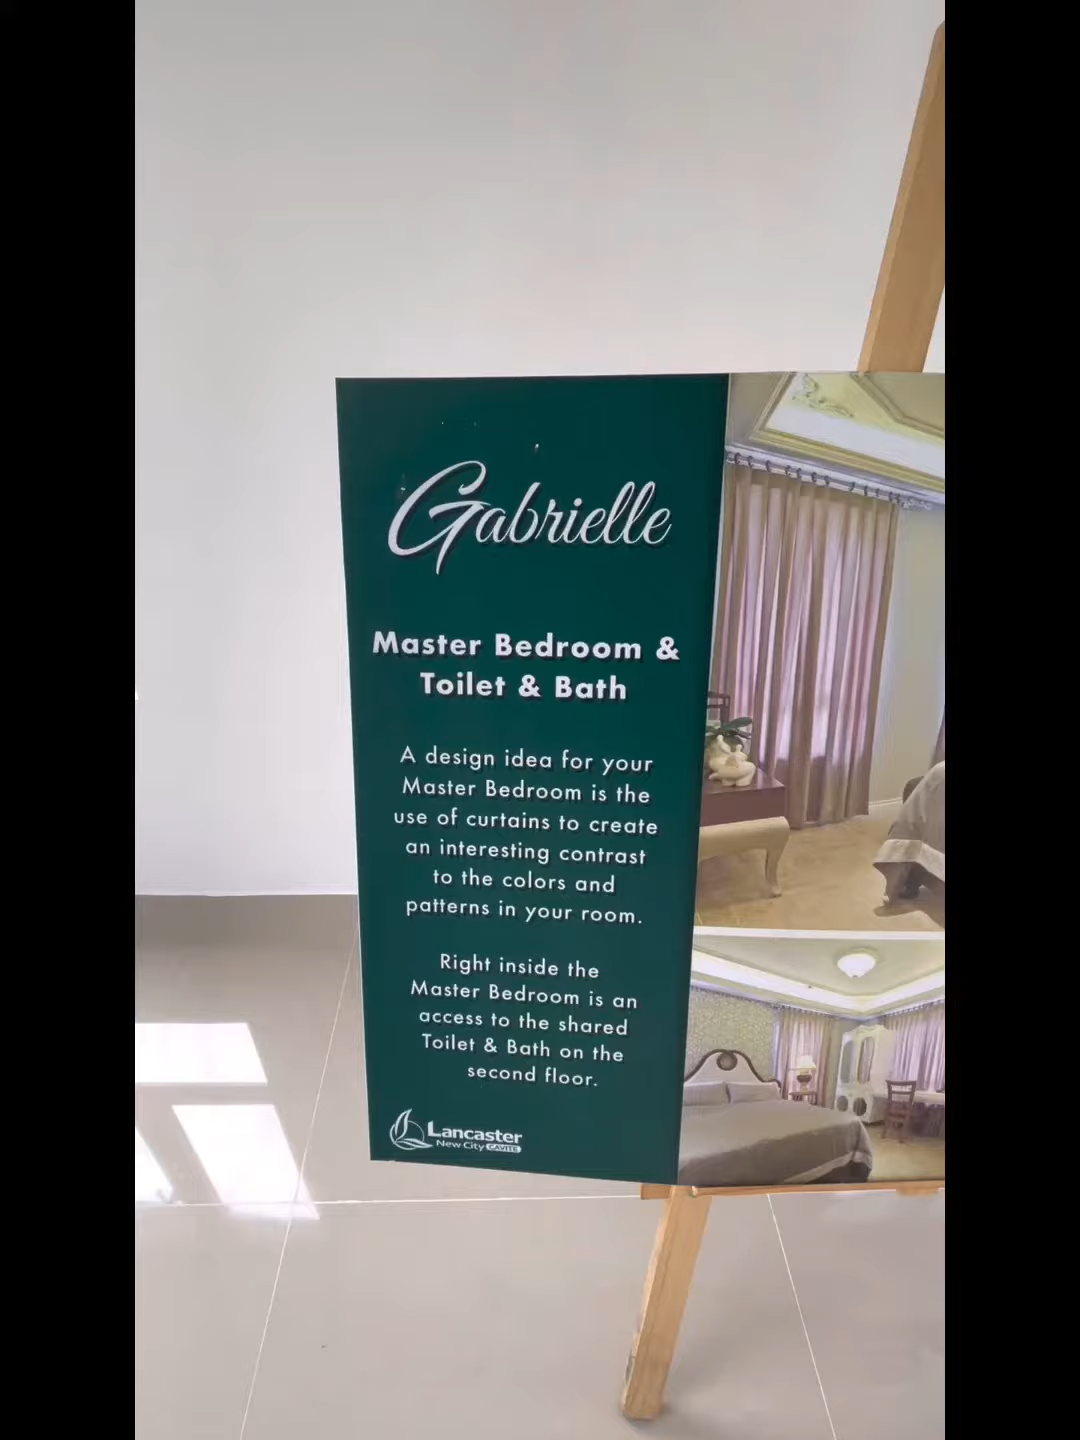 Gabrielle
Master Bedroom &
Toilet & Bath
A design idea for your
Master Bedroom is the
use of curtains to create
an interesting contrast
to the colors and
patterns in your room.
Right inside the
Master Bedroom is an
access to the shared
Toilet & Bath on the
second floor.
Lancaster
New City CAVITE